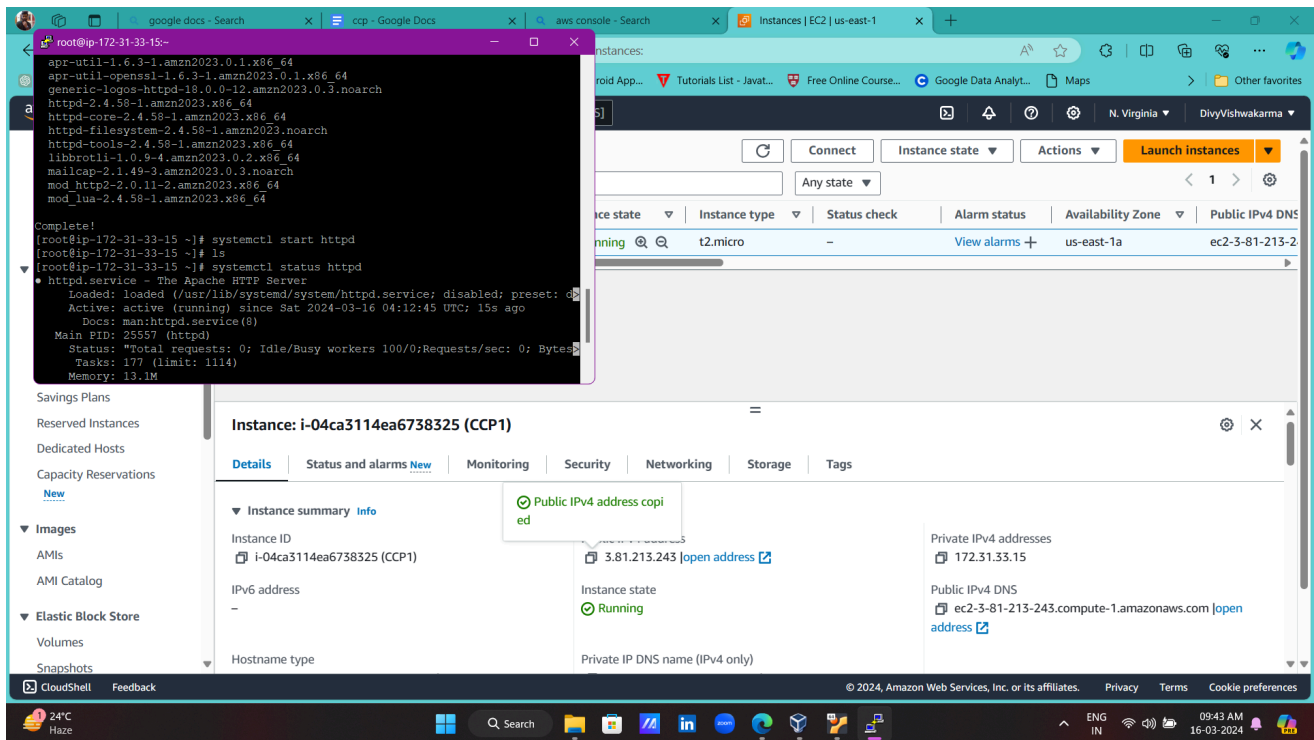 google docs - Search
ccp - Google Docs
aws console - Search
Instances | EC2 | us-east-1
root@ip-172-31-33-15:~
nstances:
roid App...
Tutorials List - Javat...
Free Online Course...
Google Data Analyt...
Maps
Other favorites
apr-util-1.6.3-1.amzn2023.0.1.x86_64
apr-util-openssl-1.6.3-1.amzn2023.0.1.x86_64
generic-logos-httpd-18.0.0-12.amzn2023.0.3.noarch
httpd-2.4.58-1.amzn2023.x86_64
httpd-core-2.4.58-1.amzn2023.x86_64
httpd-filesystem-2.4.58-1.amzn2023.noarch
httpd-tools-2.4.58-1.amzn2023.x86_64
libbrotli-1.0.9-4.amzn2023.0.2.x86_64
mailcap-2.1.49-3.amzn2023.0.3.noarch
mod_http2-2.0.11-2.amzn2023.x86_64
mod_lua-2.4.58-1.amzn2023.x86_64
Complete!
[root@ip-172-31-33-15 ~]# systemctl start httpd
[root@ip-172-31-33-15 ~]# ls
[root@ip-172-31-33-15 ~]# systemctl status httpd
● httpd.service - The Apache HTTP Server
Loaded: loaded (/usr/lib/systemd/system/httpd.service; disabled; preset: d>
Active: active (running) since Sat 2024-03-16 04:12:45 UTC; 15s ago
Docs: man:httpd.service(8)
Main PID: 25557 (httpd)
Status: "Total requests: 0; Idle/Busy workers 100/0;Requests/sec: 0; Bytes>
Tasks: 177 (limit: 1114)
Memory: 13.1M
N. Virginia ▼
DivyVishwakarma ▼
Connect
Instance state ▼
Actions ▼
Launch instances
Any state ▼
1
nce state
Instance type
Status check
Alarm status
Availability Zone
Public IPv4 DNS
nning
t2.micro
–
View alarms +
us-east-1a
ec2-3-81-213-2
Savings Plans
Reserved Instances
Dedicated Hosts
Capacity Reservations
New
Images
AMIs
AMI Catalog
Elastic Block Store
Volumes
Snapshots
Instance: i-04ca3114ea6738325 (CCP1)
Details
Status and alarms New
Monitoring
Security
Networking
Storage
Tags
Public IPv4 address copi
ed
▼ Instance summary Info
Instance ID
i-04ca3114ea6738325 (CCP1)
3.81.213.243 |open address
Private IPv4 addresses
172.31.33.15
IPv6 address
–
Instance state
Running
Public IPv4 DNS
ec2-3-81-213-243.compute-1.amazonaws.com |open
address
Hostname type
Private IP DNS name (IPv4 only)
CloudShell
Feedback
© 2024, Amazon Web Services, Inc. or its affiliates.
Privacy
Terms
Cookie preferences
1
24°C
Haze
Search
ENG
IN
09:43 AM
16-03-2024